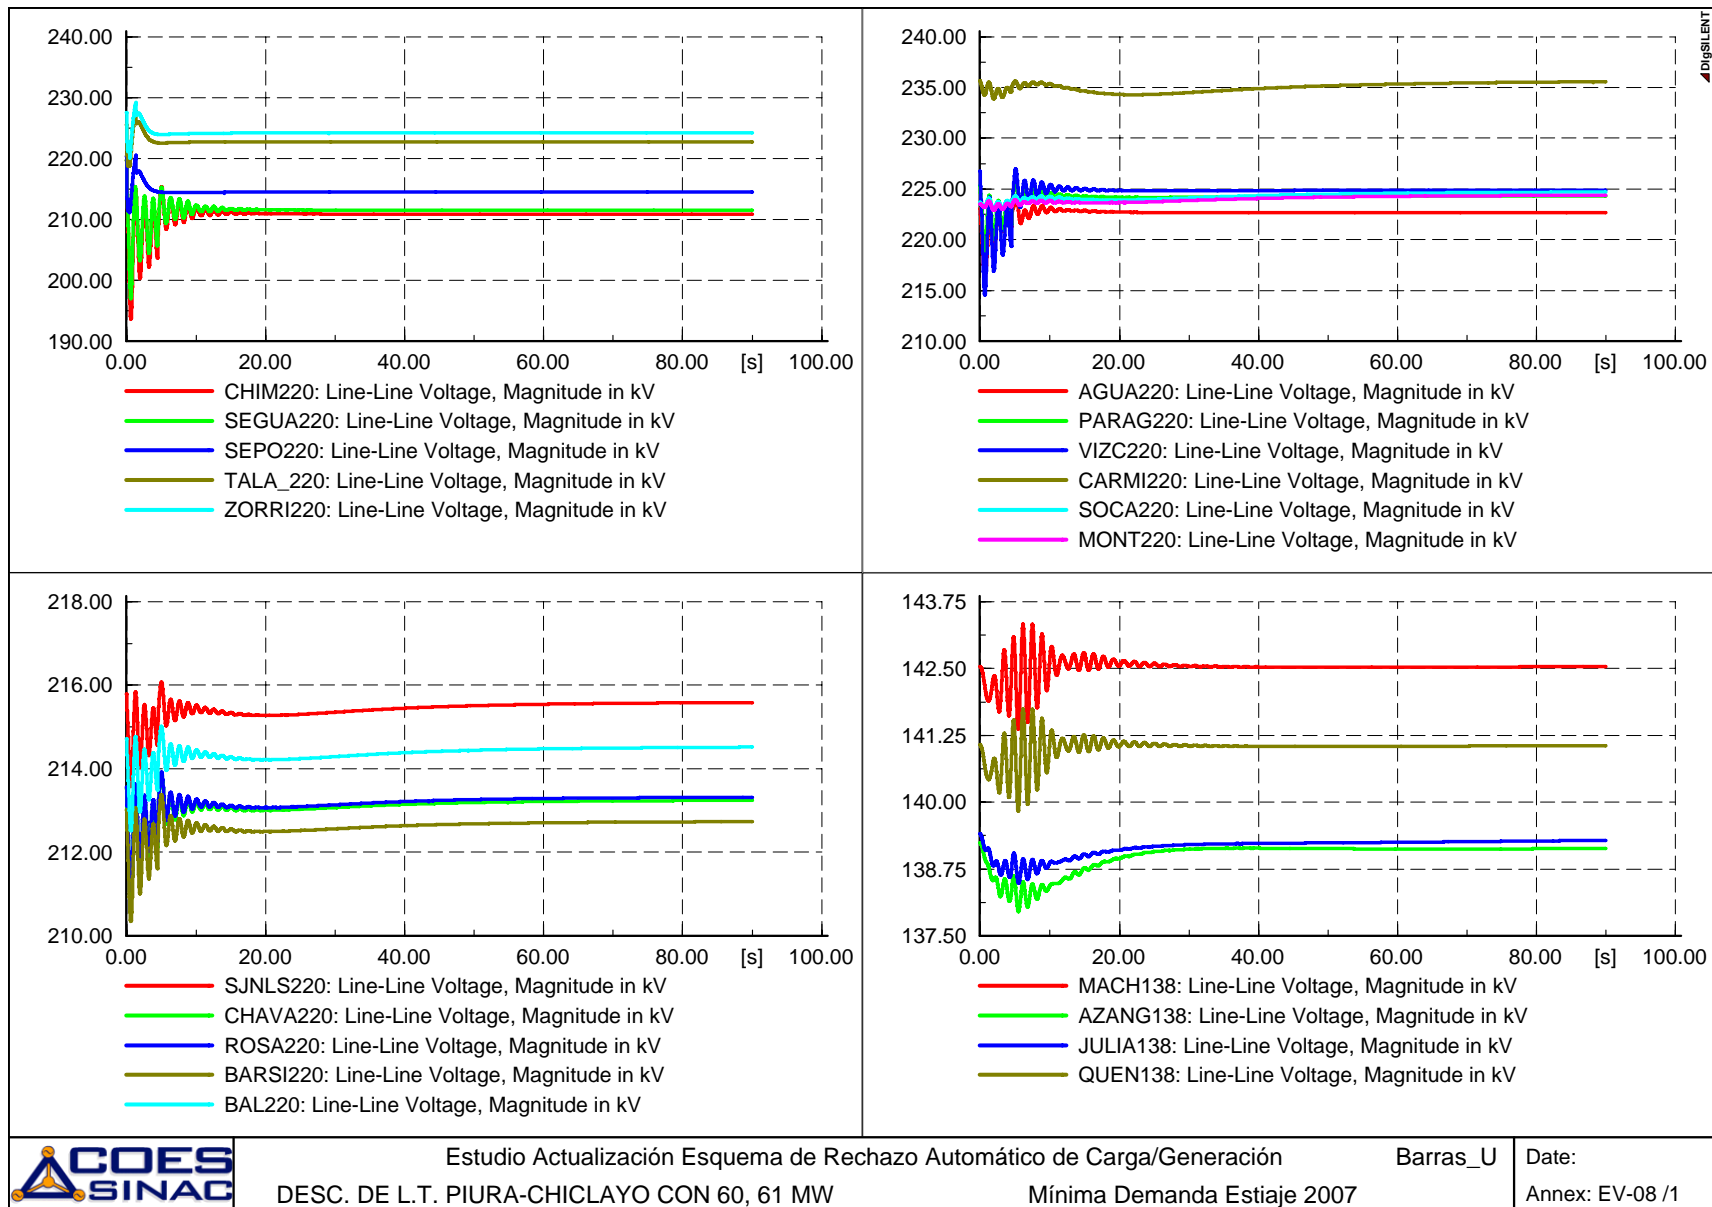 240.00
230.00
220.00
210.00
200.00
190.00
0.00 20.00 40.00 60.00 80.00 [s] 100.00
CHIM220: Line-Line Voltage, Magnitude in kV
SEGUA220: Line-Line Voltage, Magnitude in kV
SEPO220: Line-Line Voltage, Magnitude in kV
TALA_220: Line-Line Voltage, Magnitude in kV
ZORRI220: Line-Line Voltage, Magnitude in kV
240.00
235.00
230.00
225.00
220.00
215.00
210.00
0.00 20.00 40.00 60.00 80.00 [s] 100.00
AGUA220: Line-Line Voltage, Magnitude in kV
PARAG220: Line-Line Voltage, Magnitude in kV
VIZC220: Line-Line Voltage, Magnitude in kV
CARMI220: Line-Line Voltage, Magnitude in kV
SOCA220: Line-Line Voltage, Magnitude in kV
MONT220: Line-Line Voltage, Magnitude in kV
DIgSILENT
218.00
216.00
214.00
212.00
210.00
0.00 20.00 40.00 60.00 80.00 [s] 100.00
SJNLS220: Line-Line Voltage, Magnitude in kV
CHAVA220: Line-Line Voltage, Magnitude in kV
ROSA220: Line-Line Voltage, Magnitude in kV
BARSI220: Line-Line Voltage, Magnitude in kV
BAL220: Line-Line Voltage, Magnitude in kV
143.75
142.50
141.25
140.00
138.75
137.50
0.00 20.00 40.00 60.00 80.00 [s] 100.00
MACH138: Line-Line Voltage, Magnitude in kV
AZANG138: Line-Line Voltage, Magnitude in kV
JULIA138: Line-Line Voltage, Magnitude in kV
QUEN138: Line-Line Voltage, Magnitude in kV
COES
SINAC
Estudio Actualización Esquema de Rechazo Automático de Carga/Generación Barras_U
DESC. DE L.T. PIURA-CHICLAYO CON 60, 61 MW Mínima Demanda Estiaje 2007
Date:
Annex: EV-08 /1